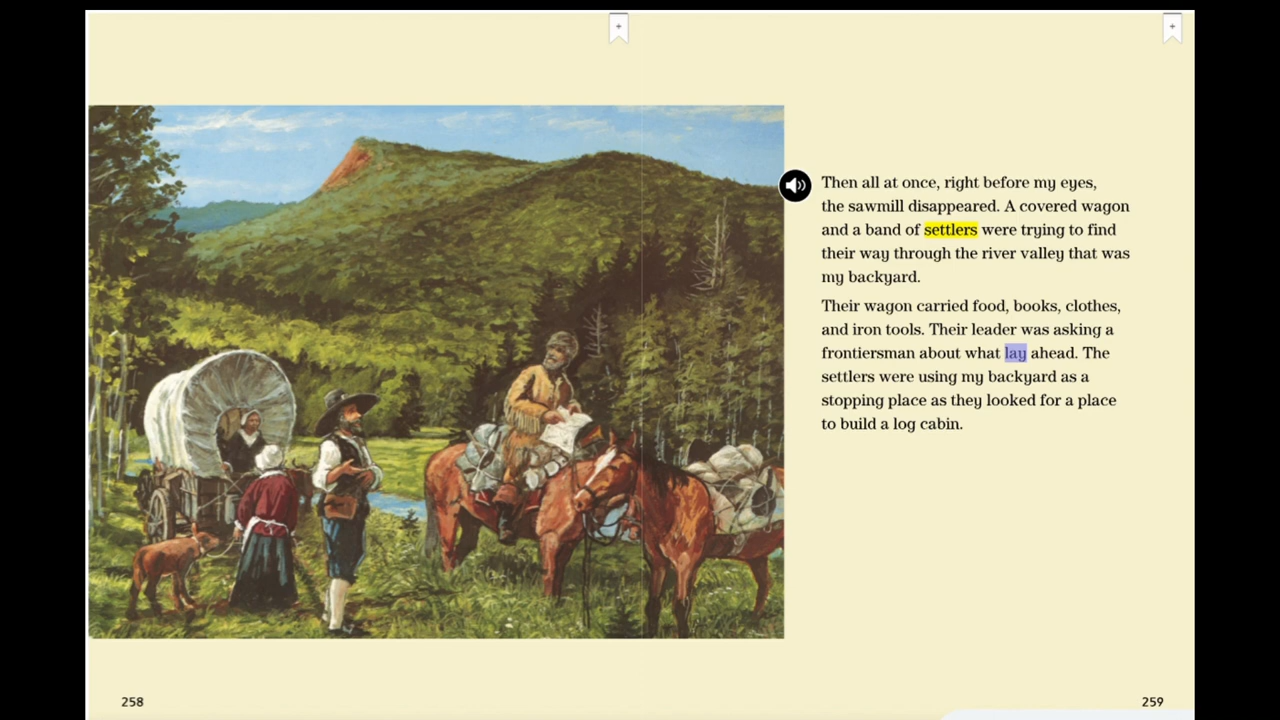 Then all at once, right before my eyes,
the sawmill disappeared. A covered wagon
and a band of settlers were trying to find
their way through the river valley that was
my backyard.
Their wagon carried food, books, clothes,
and iron tools. Their leader was asking a
frontiersman about what lay ahead. The
settlers were using my backyard as a
stopping place as they looked for a place
to build a log cabin.
258
259